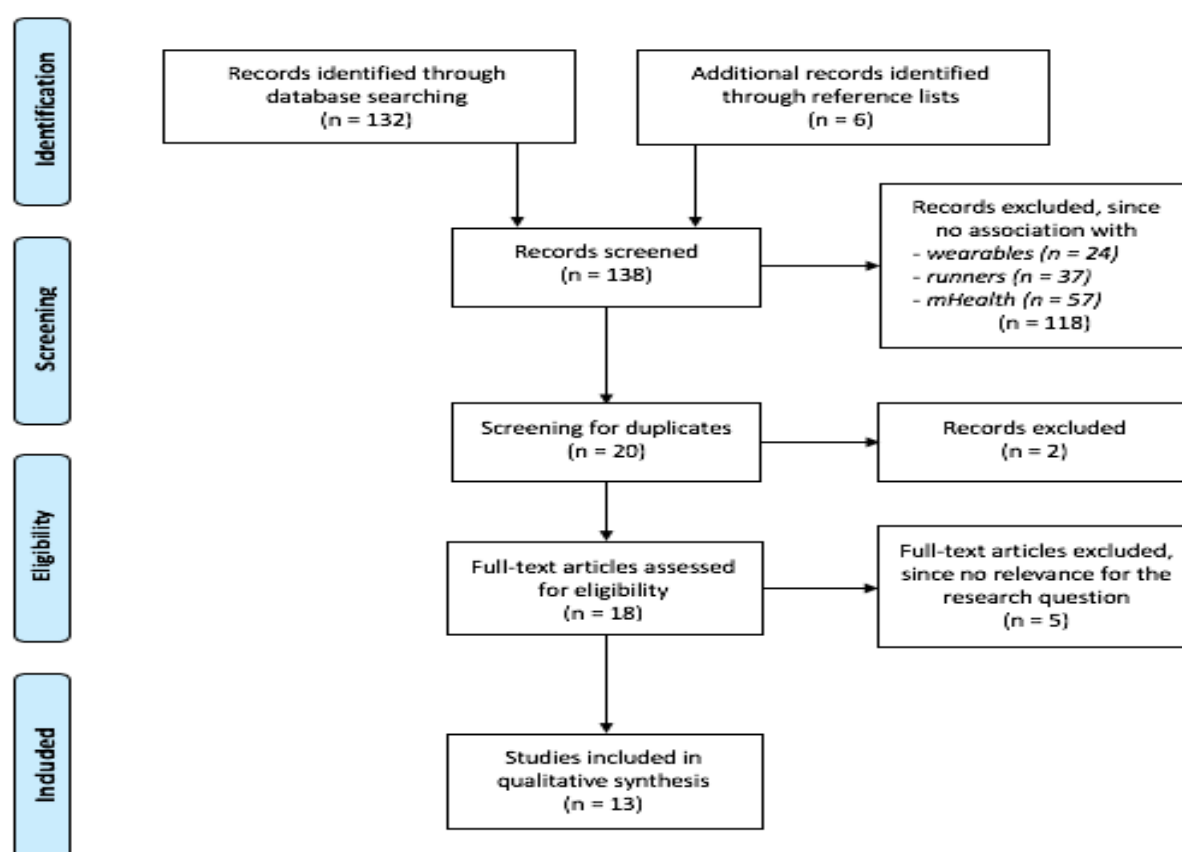 Identification
Records identified through
database searching
(n = 132)
Additional records identified
through reference lists
(n = 6)
Records excluded, since
no association with
- wearables (n = 24)
- runners (n = 37)
- mHealth (n = 57)
(n = 118)
Screening
Records screened
(n = 138)
Screening for duplicates
(n = 20)
Records excluded
(n = 2)
Eligibility
Full-text articles assessed
for eligibility
(n = 18)
Full-text articles excluded,
since no relevance for the
research question
(n = 5)
Included
Studies included in
qualitative synthesis
(n = 13)